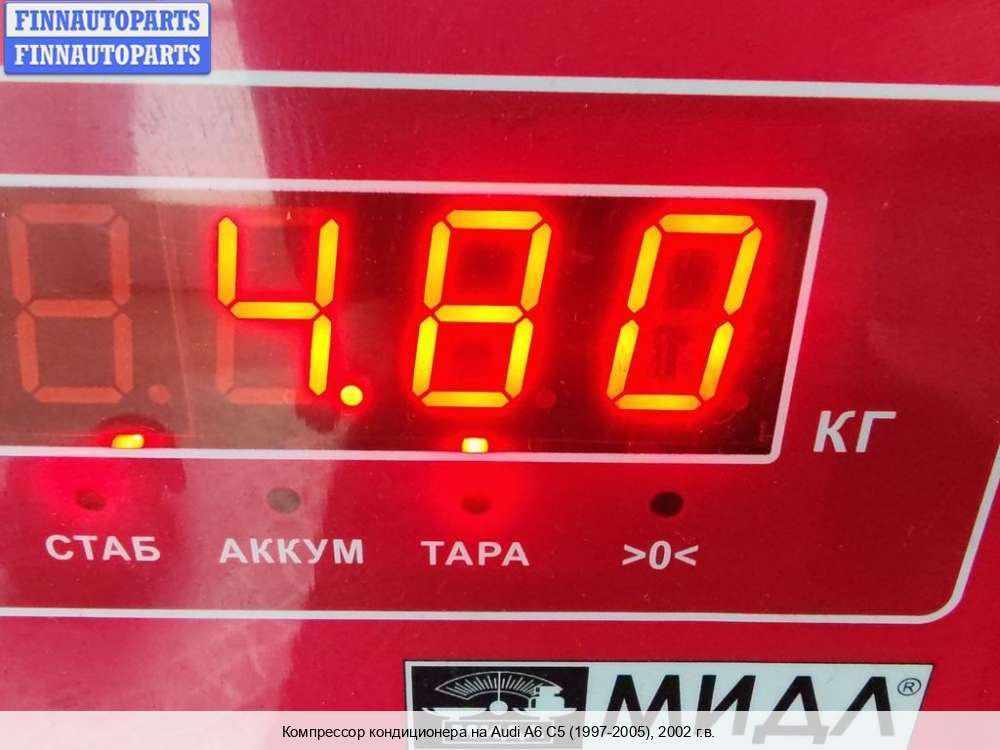 FINNAUTOPARTS
FINNAUTOPARTS
4.80
КГ
СТАБ АККУМ ТАРА >0<
МИДЛ®
Компрессор кондиционера на Audi A6 C5 (1997-2005), 2002 г.в.